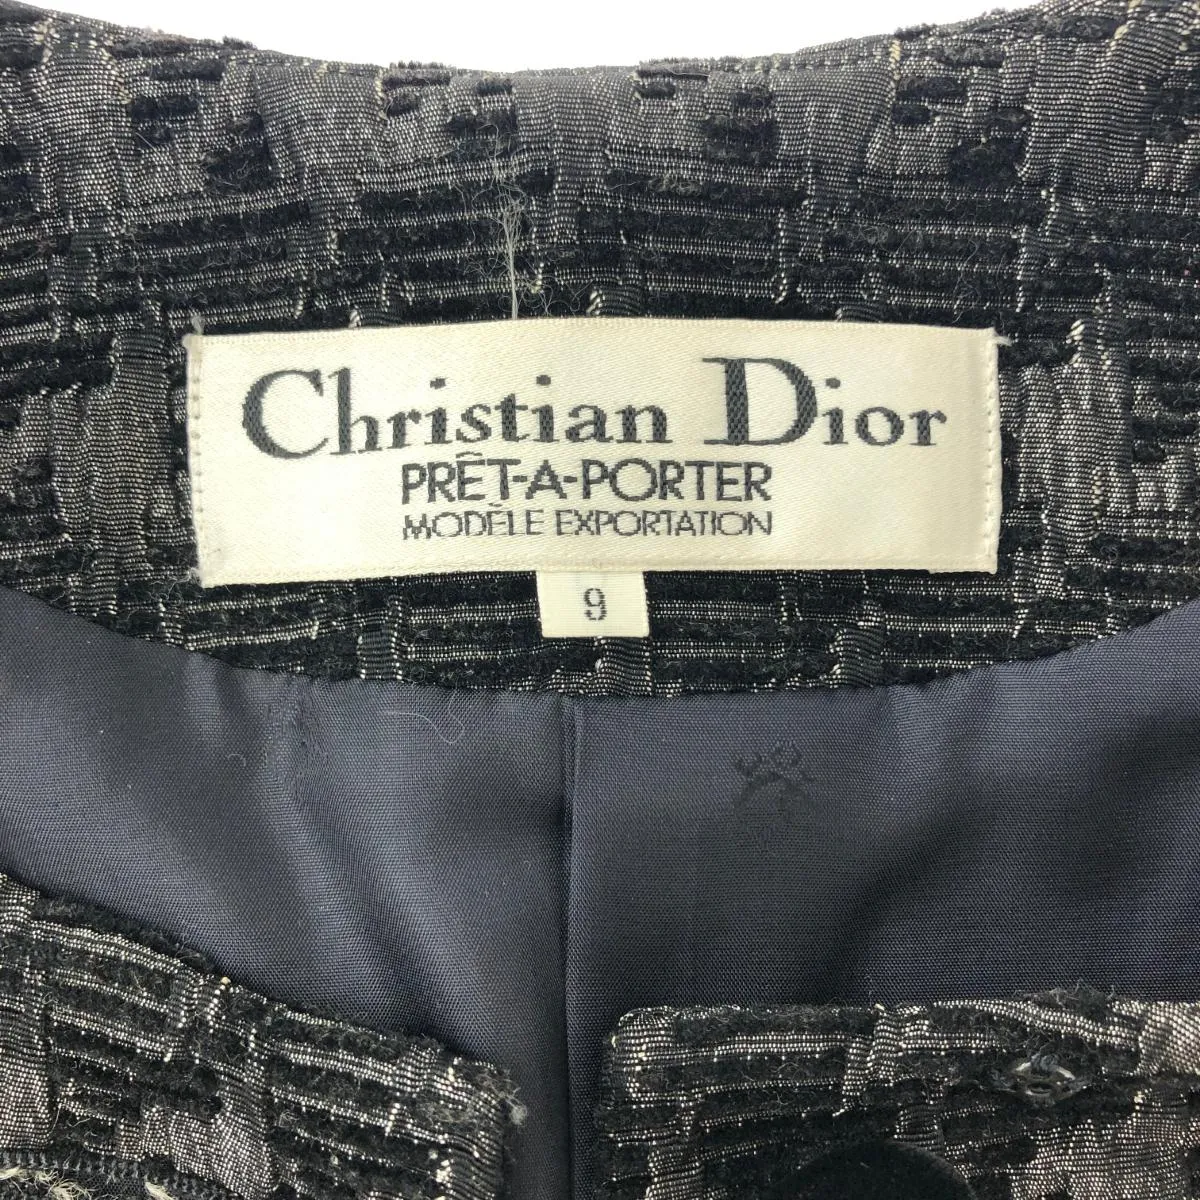 Christian Dior
PRÊT-A-PORTER
MODÈLE EXPORTATION
9